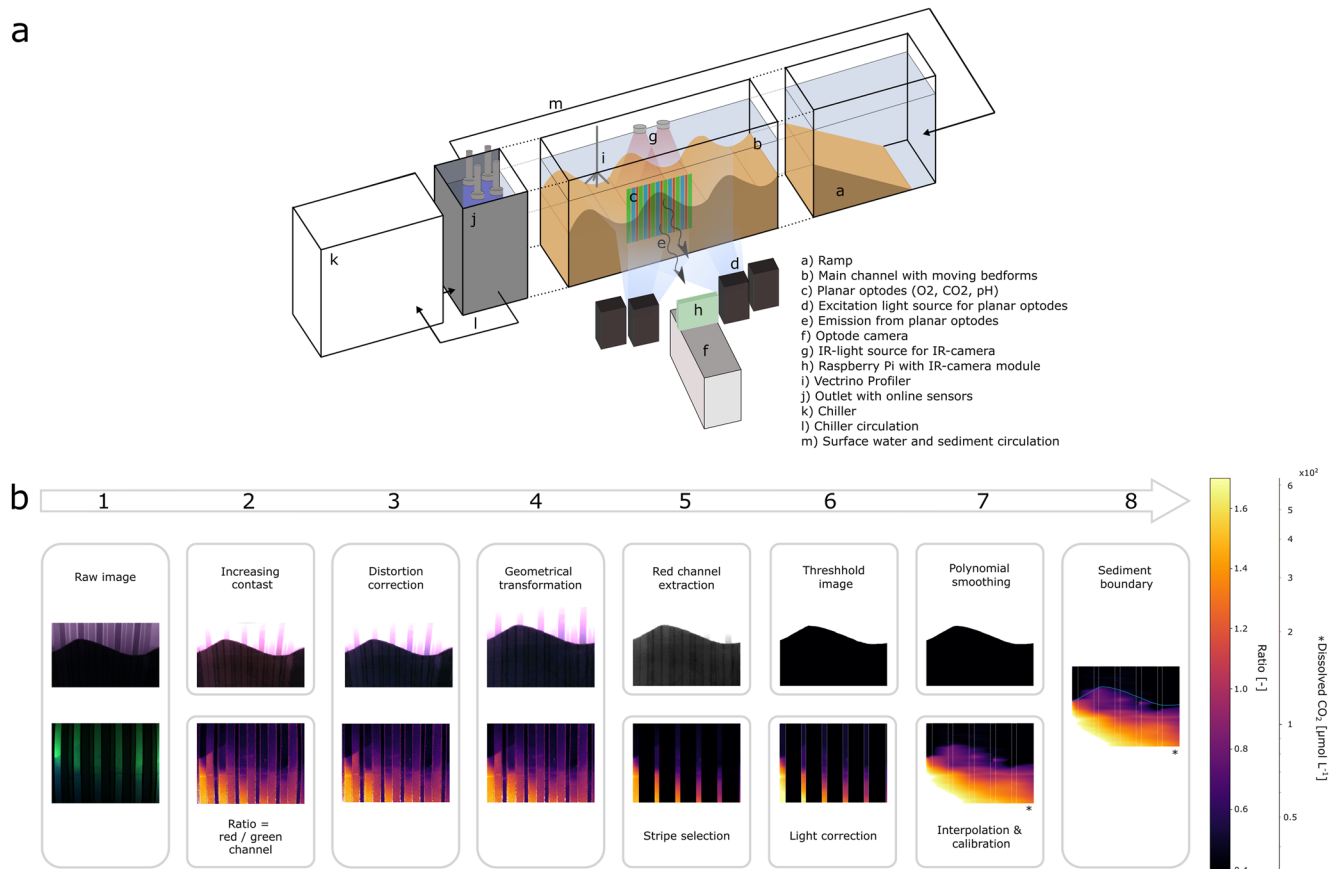 a
m
g
i
b
c
j
a
e
k
d
h
l
f
a) Ramp
b) Main channel with moving bedforms
c) Planar optodes (O2, CO2, pH)
d) Excitation light source for planar optodes
e) Emission from planar optodes
f) Optode camera
g) IR-light source for IR-camera
h) Raspberry Pi with IR-camera module
i) Vectrino Profiler
j) Outlet with online sensors
k) Chiller
l) Chiller circulation
m) Surface water and sediment circulation
b
1 2 3 4 5 6 7 8
Raw image
Increasing
contast
Distortion
correction
Geometrical
transformation
Red channel
extraction
Threshhold
image
Polynomial
smoothing
Sediment
boundary
Ratio =
red / green
channel
Stripe selection
Light correction
Interpolation &
calibration
*
*
1.6
1.4
1.2
1.0
0.8
0.6
Ratio [-]
x10²
6
5
4
3
2
1
0.5
*Dissolved CO₂ [µmol L⁻¹]